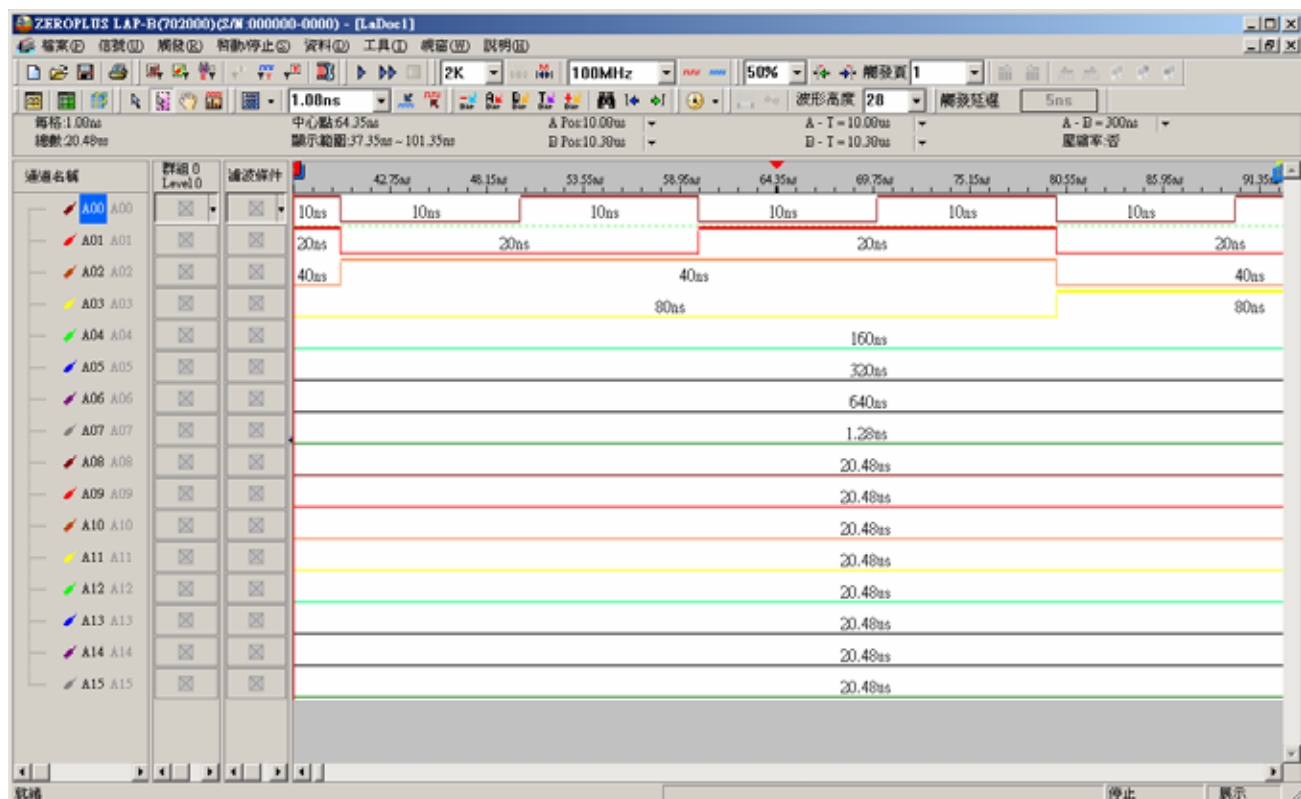 ZEROPLUS LAP-B(702000)(S/N:000000-0000) - [LaDoc1]
檔案(F) 信號(U) 觸發(R) 啟動/停止(S) 資料(D) 工具(T) 視窗(W) 說明(H)
2K 100MHz 50% 觸發頁 1
1.00ns 波形高度 28 觸發延遲 5ns
每格:1.00ns 中心點:64.35ns A Pos:10.00us A - T = 10.00us A - B = 300ns
總數:20.48us 顯示範圍:37.35ns ~ 101.35ns B Pos:10.30us B - T = 10.30us 壓縮率:否
通道名稱 群組 0 Level 0 濾波條件 42.75ns 48.15ns 53.55ns 58.95ns 64.35ns 69.75ns 75.15ns 80.55ns 85.95ns 91.35ns
A00 A00 10ns 10ns 10ns 10ns 10ns 10ns
A01 A01 20ns 20ns 20ns 20ns
A02 A02 40ns 40ns 40ns
A03 A03 80ns 80ns
A04 A04 160ns
A05 A05 320ns
A06 A06 640ns
A07 A07 1.28us
A08 A08 20.48us
A09 A09 20.48us
A10 A10 20.48us
A11 A11 20.48us
A12 A12 20.48us
A13 A13 20.48us
A14 A14 20.48us
A15 A15 20.48us
就緒 停止 展示